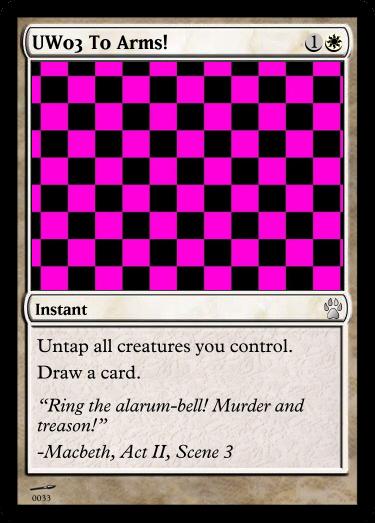 UW03 To Arms! 1
Instant
Untap all creatures you control.
Draw a card.
“Ring the alarum-bell! Murder and
treason!”
-Macbeth, Act II, Scene 3
0033